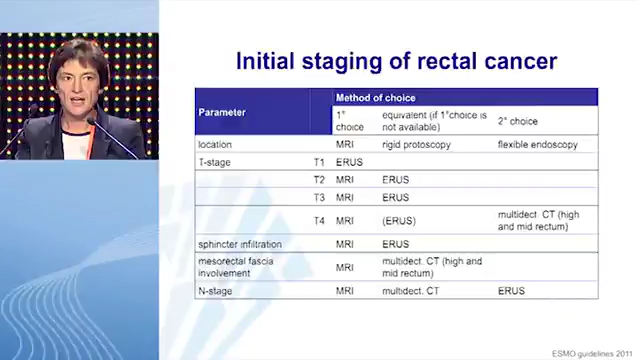 Initial staging of rectal cancer
Method of choice
Parameter
1° choice
equivalent (if 1°choice is not available)
2° choice
location MRI rigid protoscopy flexible endoscopy
T-stage T1 ERUS
T2 MRI ERUS
T3 MRI ERUS
T4 MRI (ERUS) multidect. CT (high and mid rectum)
sphincter infiltration MRI ERUS
mesorectal fascia involvement MRI multidect. CT (high and mid rectum)
N-stage MRI multidect. CT ERUS
ESMO guidelines 2011